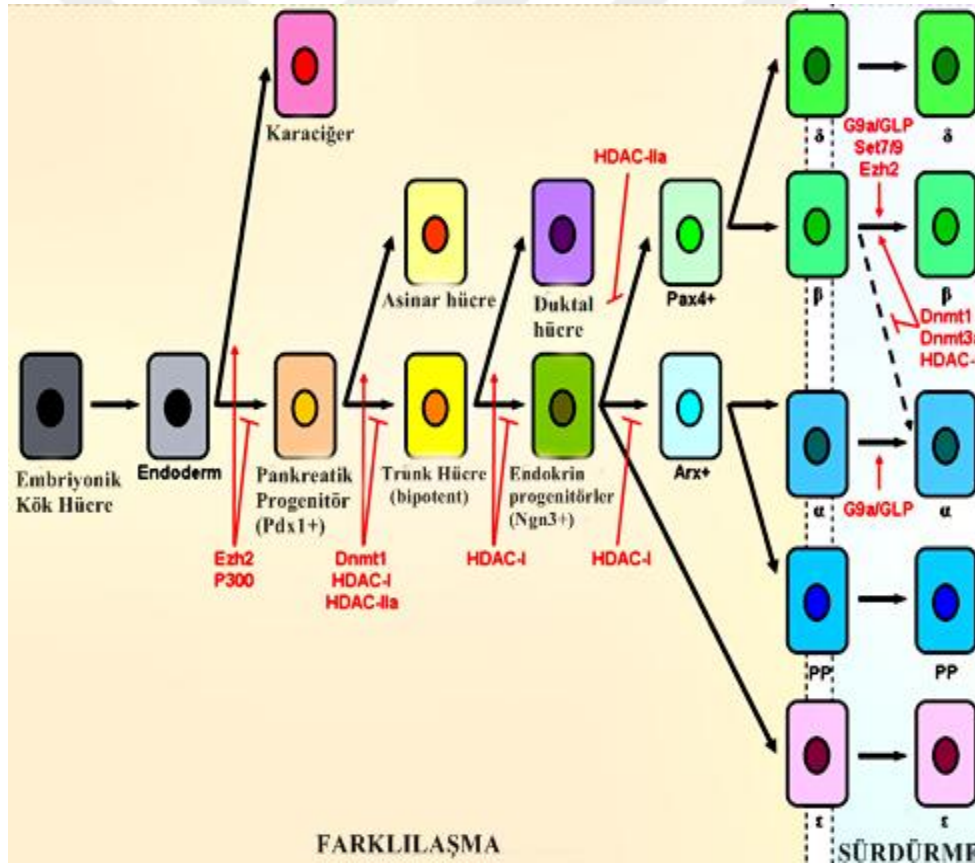 Karaciğer
δ
δ
G9a/GLP
Set7/9
Ezh2
HDAC-IIa
Asinar hücre
Duktal
hücre
Pax4+
β
β
Dnmt1
Dnmt3a
HDAC-
Embriyonik
Kök Hücre
Endoderm
Pankreatik
Progenitör
(Pdx1+)
Trunk Hücre
(bipotent)
Endokrin
progenitörler
(Ngn3+)
Arx+
α
α
G9a/GLP
Ezh2
P300
Dnmt1
HDAC-I
HDAC-IIa
HDAC-I
HDAC-I
PP
PP
ε
ε
FARKLILAŞMA
SÜRDÜRME